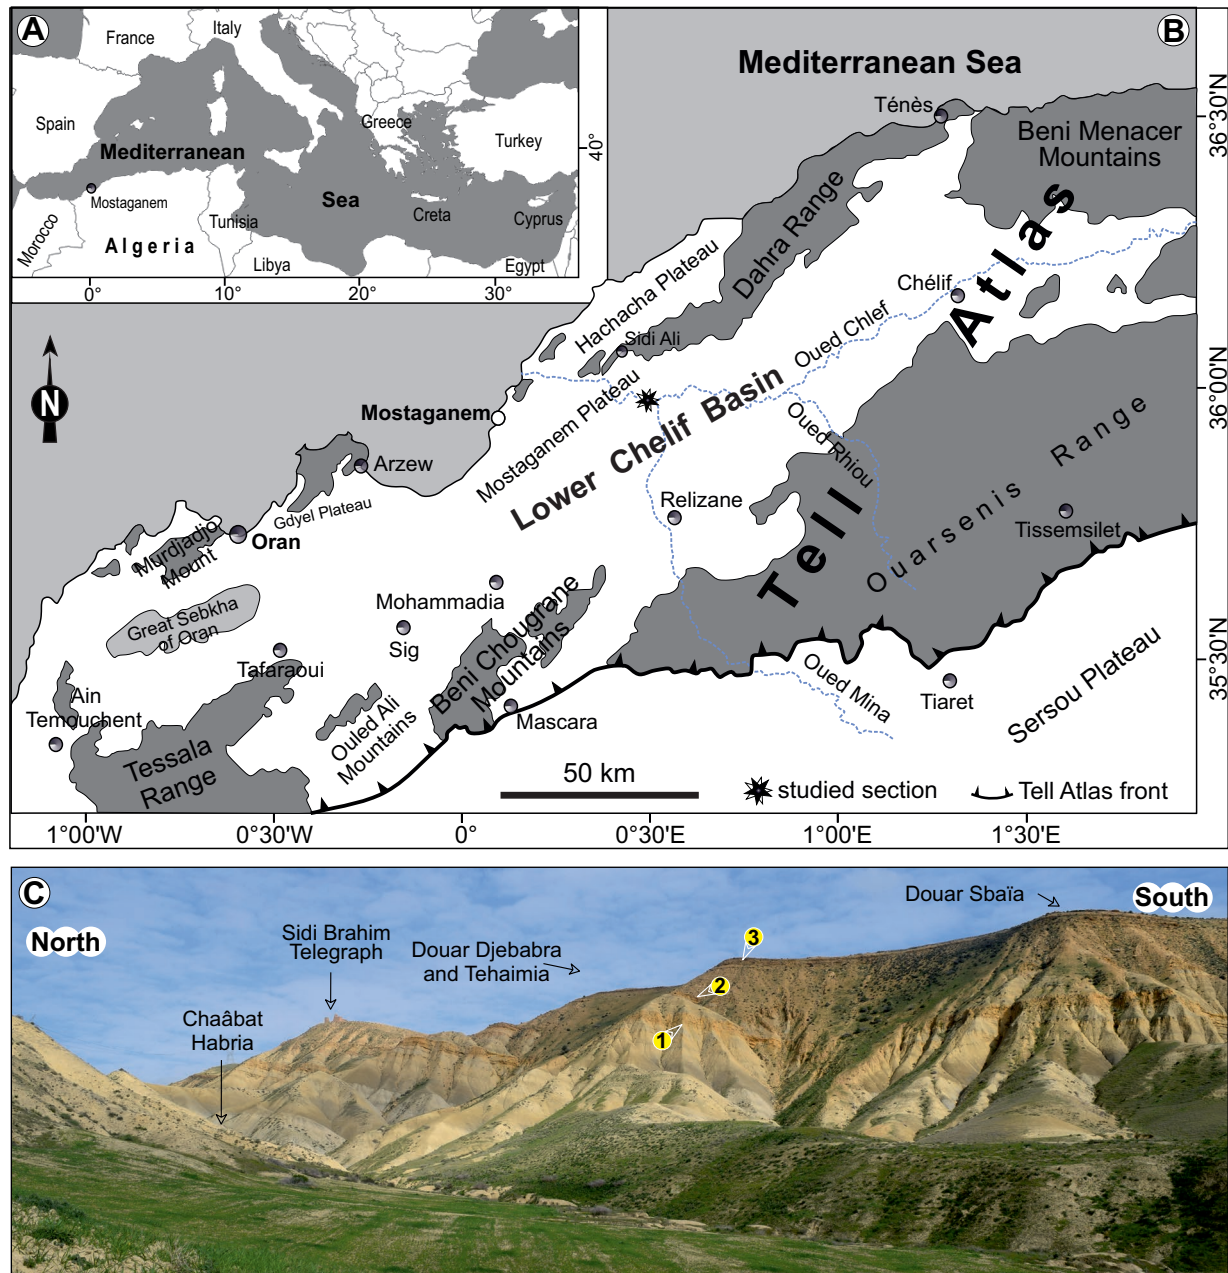 A
France
Italy
Spain
Greece
Turkey
Mediterranean
Sea
Mostaganem
Morocco
Algeria
Tunisia
Libya
Creta
Cyprus
Egypt
0°
10°
20°
30°
40°
B
Mediterranean Sea
Ténès
Beni Menacer
Mountains
36°30'N
Dahra Range
Atlas
Hachacha Plateau
Chélif
Sidi Ali
Oued Chlef
36°00'N
Mostaganem Plateau
Mostaganem
Lower Chelif Basin
Oued Rhiou
N
Arzew
Gdyel Plateau
Relizane
Ouarsenis Range
Tissemsilet
Murdjadjo
Mount
Oran
Tell
Great Sebkha
of Oran
Mohammadia
Sig
Tafaraoui
Beni Chougrane
Mountains
35°30'N
Oued Mina
Tiaret
Sersou Plateau
Ain
Temouchent
Ouled Ali
Mountains
Mascara
Tessala
Range
50 km
studied section
Tell Atlas front
1°00'W
0°30'W
0°
0°30'E
1°00'E
1°30'E
C
North
South
Sidi Brahim
Telegraph
Douar Djebabra
and Tehaimia
Douar Sbaïa
Chaâbat
Habria
1
2
3